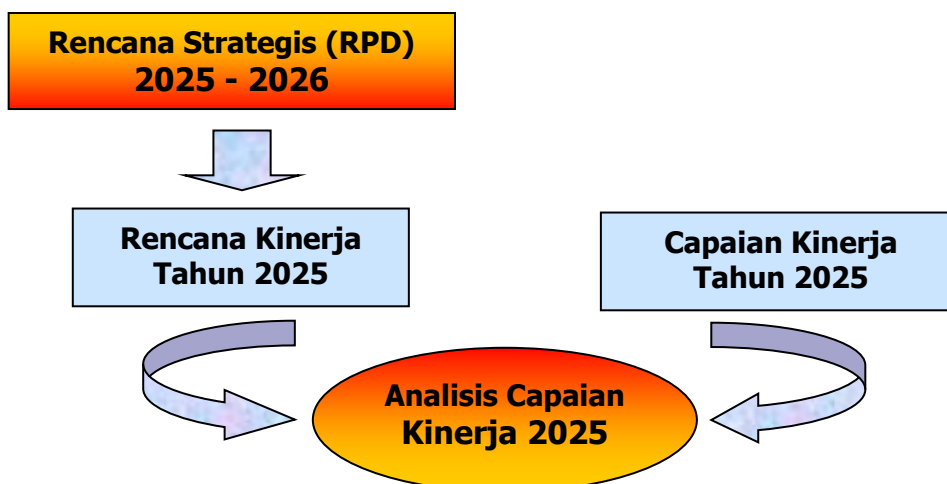 Rencana Strategis (RPD)
2025 - 2026
Rencana Kinerja
Tahun 2025
Capaian Kinerja
Tahun 2025
Analisis Capaian
Kinerja 2025